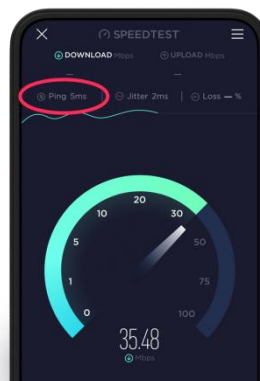 SPEEDTEST
DOWNLOAD Mbps UPLOAD Mbps
— —
Ping 5ms Jitter 2ms Loss — %
20
10 30
5 50
1 75
0 100
35.48
Mbps